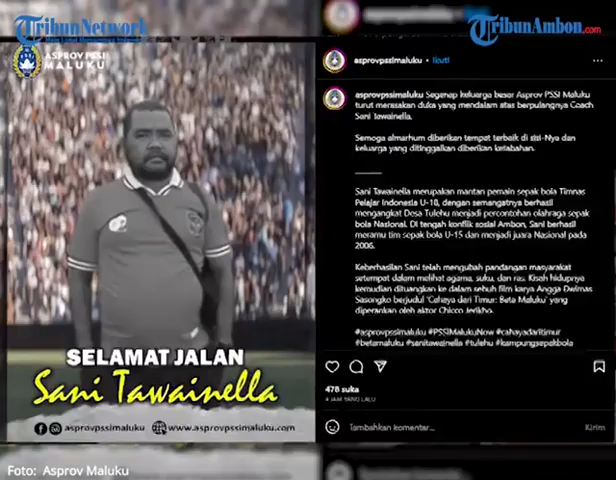 TribunNetwork
TribunAmbon.com
ASPROV PSSI
MALUKU
asprovpssimaluku • Ikuti
asprovpssimaluku Segenap keluarga besar Asprov PSSI Maluku
turut merasakan duka yang mendalam atas berpulangnya Coach
Sani Tawainella.
Semoga almarhum diberikan tempat terbaik di sisi-Nya dan
keluarga yang ditinggalkan diberikan ketabahan.
Sani Tawainella merupakan mantan pemain sepak bola Timnas
Pelajar Indonesia U-18, dengan semangatnya berhasil
mengangkat Desa Tulehu menjadi percontohan olahraga sepak
bola Nasional. Di tengah konflik sosial Ambon, Sani berhasil
meramu tim sepak bola U-15 dan menjadi juara Nasional pada
2006.
Keberhasilan Sani telah mengubah pandangan masyarakat
setempat dalam melihat agama, suku, dan ras. Kisah hidupnya
kemudian dituangkan ke dalam sebuh film karya Angga Dwimas
Sasongko berjudul 'Cahaya dari Timur: Beta Maluku' yang
diperankan oleh aktor Chicco Jerikho.
#asprovpssimaluku #PSSIMalukuNow #cahayadaritimur
#betamaluku #sanitawainella #tulehu #kampungsepakbola
478 suka
4 JAM YANG LALU
Tambahkan komentar...
Kirim
SELAMAT JALAN
Sani Tawainella
asprovpssimaluku
www.asprovpssimaluku.com
Foto: Asprov Maluku